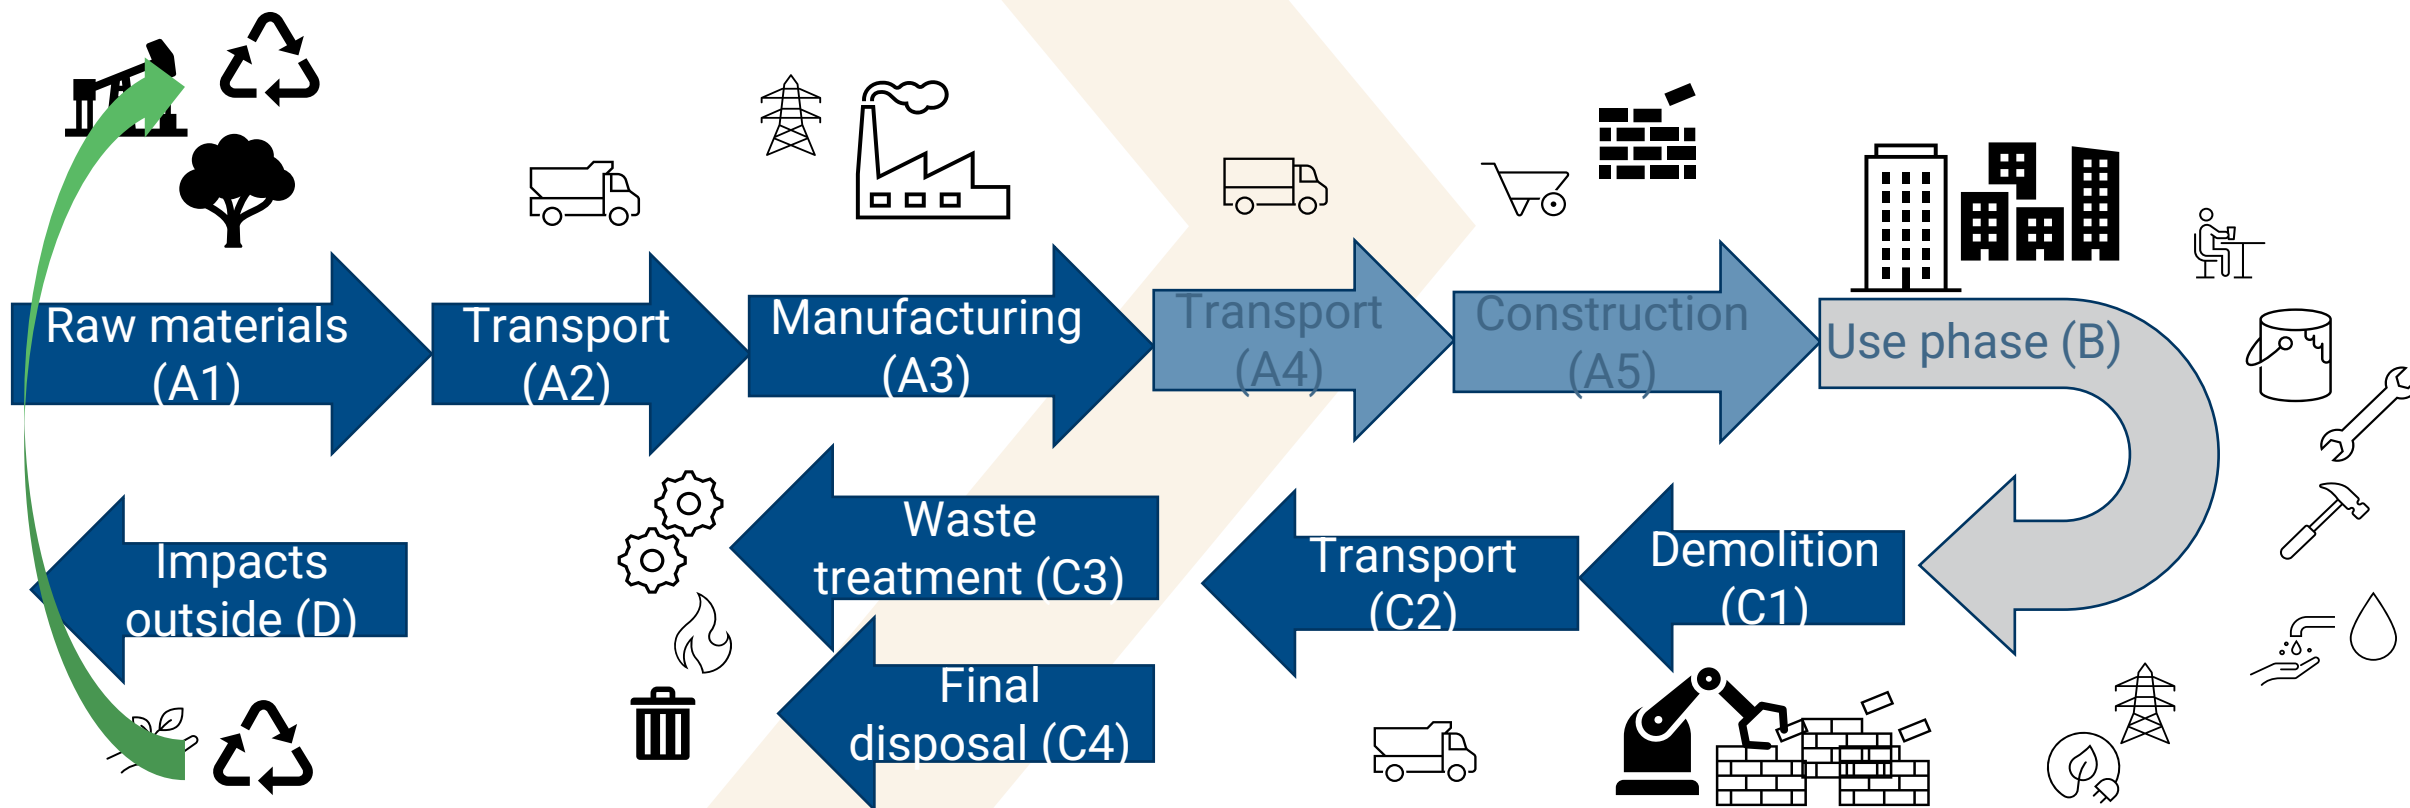 Raw materials
(A1)
Transport
(A2)
Manufacturing
(A3)
Transport
(A4)
Construction
(A5)
Use phase (B)
Demolition
(C1)
Transport
(C2)
Waste
treatment (C3)
Final
disposal (C4)
Impacts
outside (D)